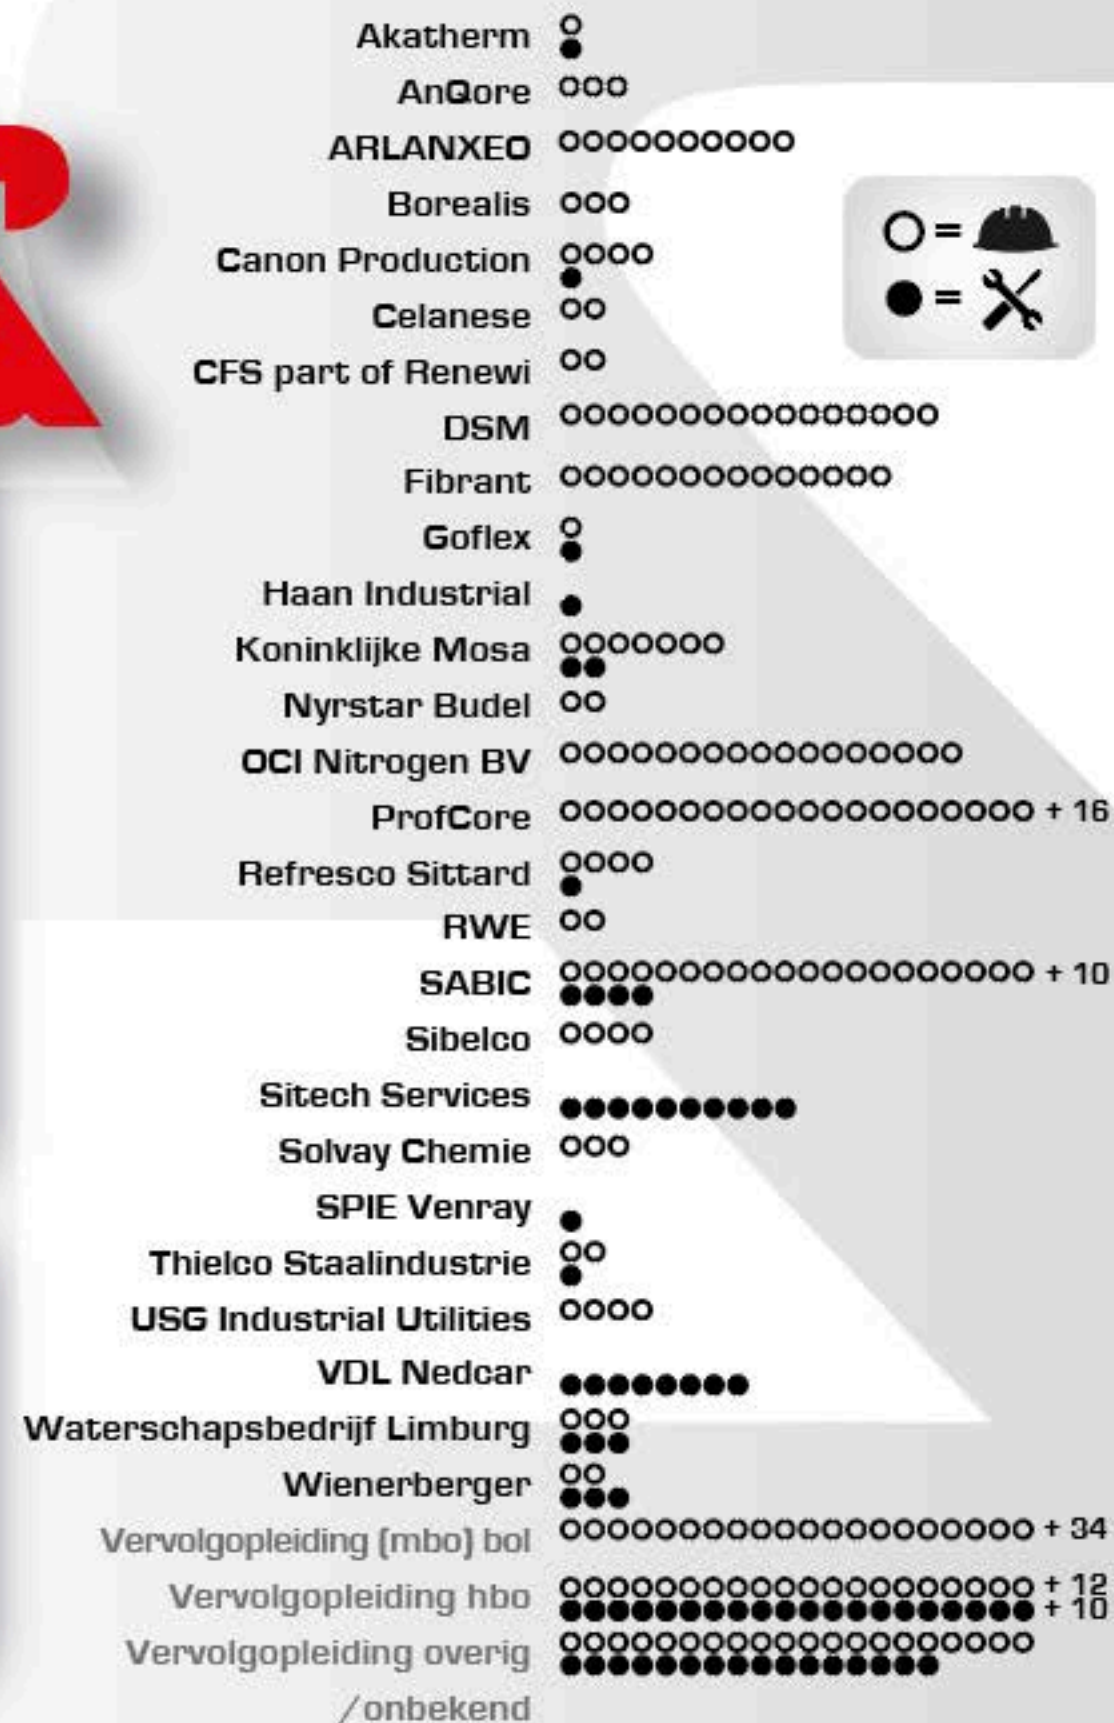 Akatherm
AnQore
ARLANXEO
Borealis
= 
Canon Production
=
Celanese
CFS part of Renewi
DSM
Fibrant
Goflex
Haan Industrial
Koninklijke Mosa
Nyrstar Budel
OCI Nitrogen BV
ProfCore + 16
Refresco Sittard
RWE
SABIC + 10
Sibelco
Sitech Services
Solvay Chemie
SPIE Venray
Thielco Staalindustrie
USG Industrial Utilities
VDL Nedcar
Waterschapsbedrijf Limburg
Wienerberger
Vervolgopleiding (mbo) bol + 34
Vervolgopleiding hbo + 12
+ 10
Vervolgopleiding overig
/onbekend